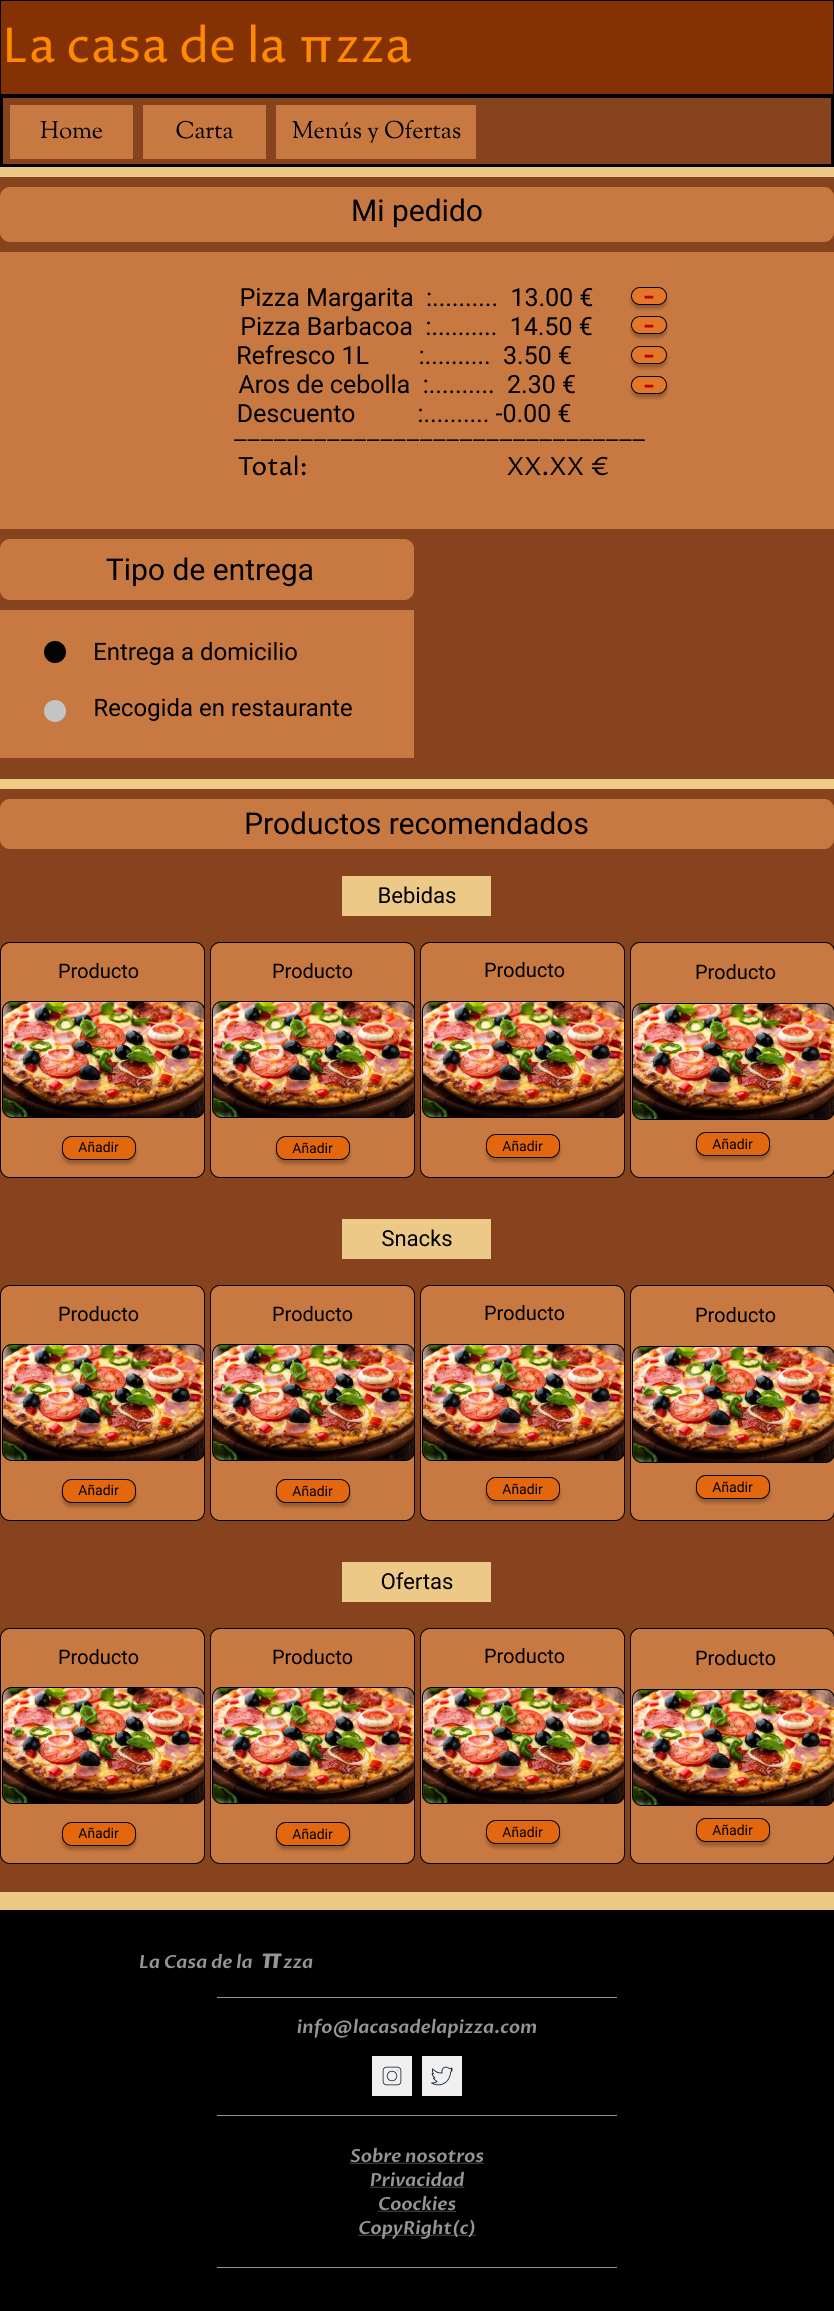 La casa de la πzza
Home Carta Menús y Ofertas
Mi pedido
Pizza Margarita :.......... 13.00 € -
Pizza Barbacoa :.......... 14.50 € -
Refresco 1L :.......... 3.50 € -
Aros de cebolla :.......... 2.30 € -
Descuento :.......... -0.00 €
_______________________________
Total: XX.XX €
Tipo de entrega
Entrega a domicilio
Recogida en restaurante
Productos recomendados
Bebidas
Producto Producto Producto Producto
Añadir Añadir Añadir Añadir
Snacks
Producto Producto Producto Producto
Añadir Añadir Añadir Añadir
Ofertas
Producto Producto Producto Producto
Añadir Añadir Añadir Añadir
La Casa de la πzza
info@lacasadelapizza.com
Sobre nosotros
Privacidad
Coockies
CopyRight(c)